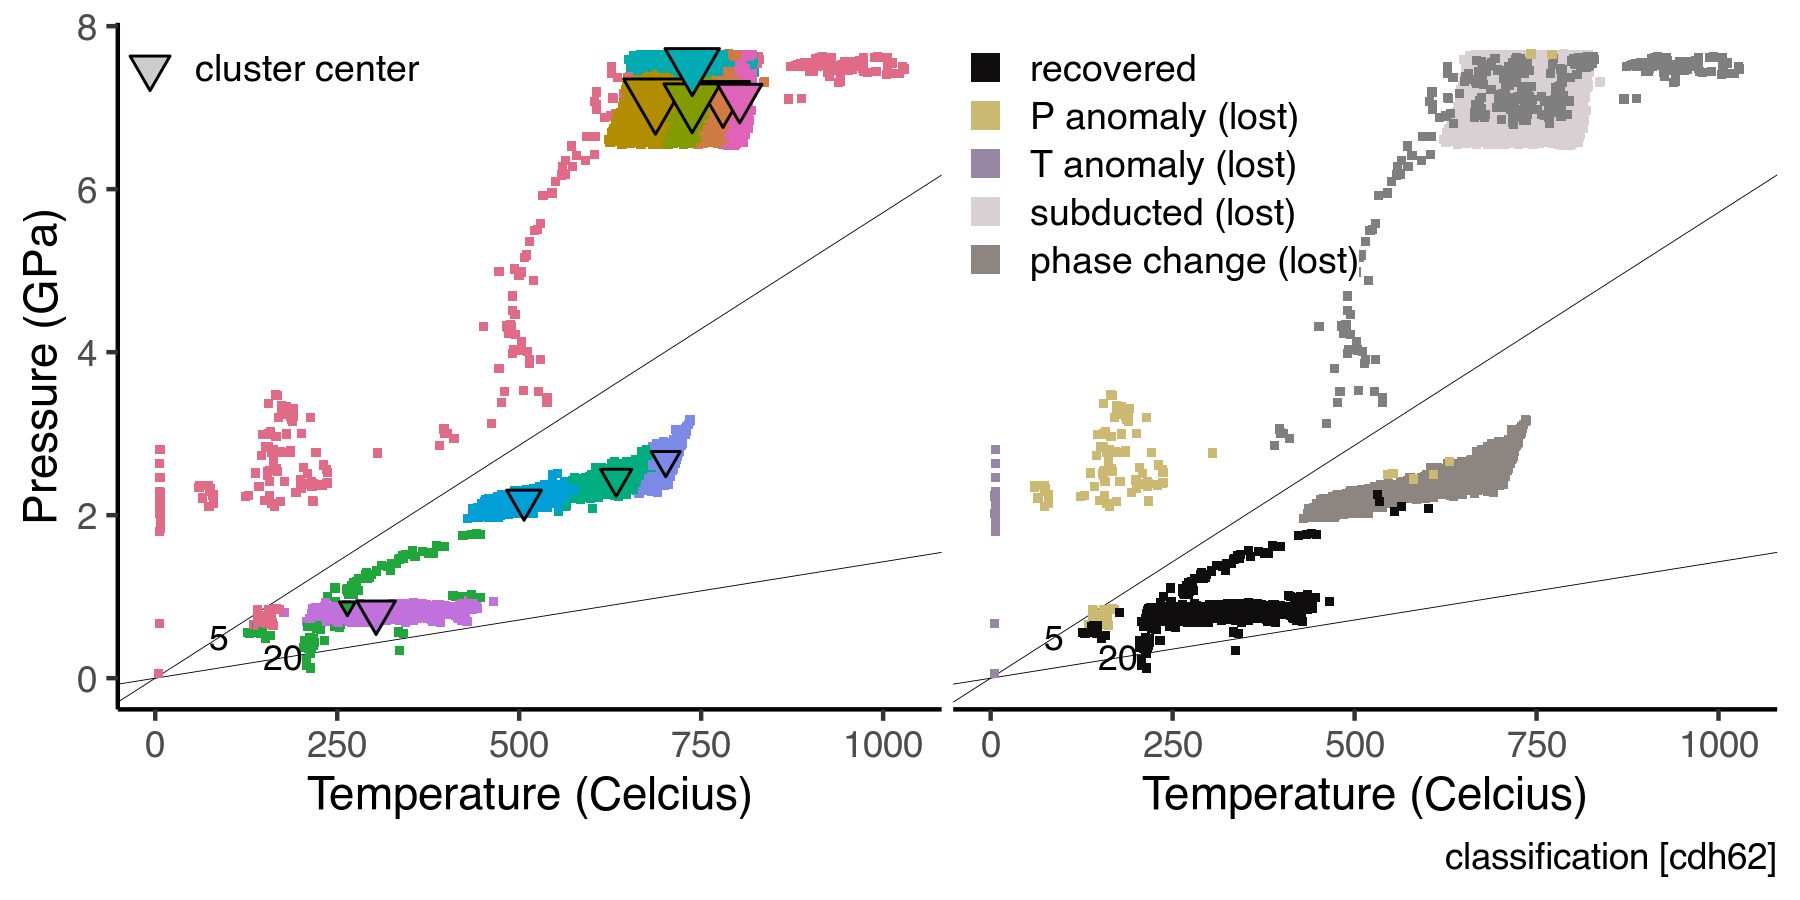 cluster center
recovered
P anomaly (lost)
T anomaly (lost)
subducted (lost)
phase change (lost)
Pressure (GPa)
8
6
4
2
0
5
20
5
20
0
250
500
750
1000
0
250
500
750
1000
Temperature (Celcius)
Temperature (Celcius)
classification [cdh62]